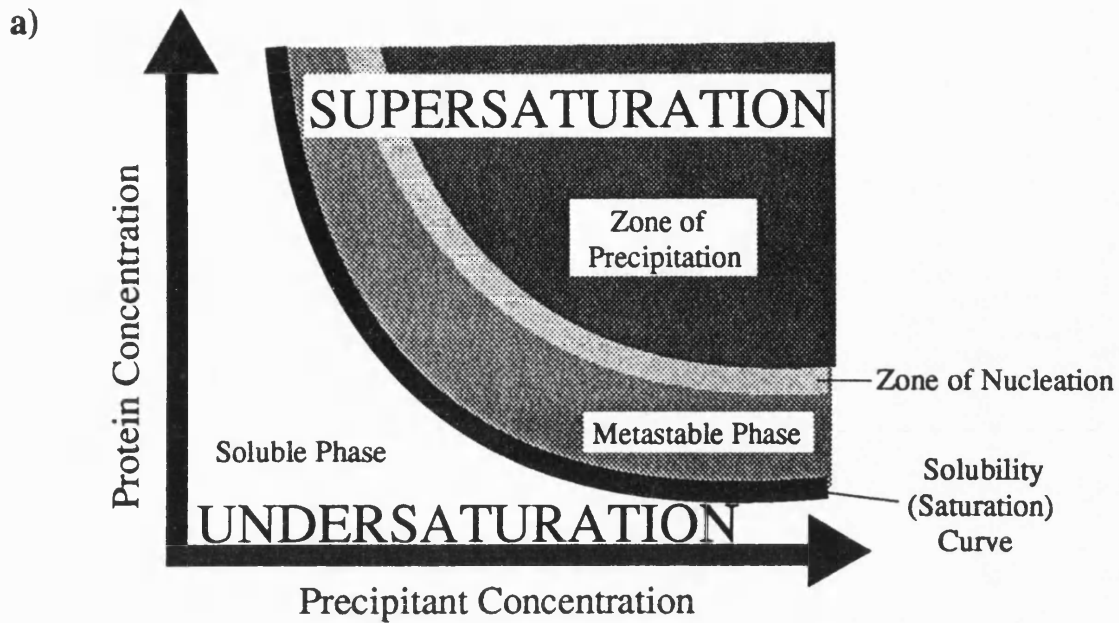 a)
SUPERSATURATION
Zone of
Precipitation
Protein Concentration
Zone of Nucleation
Metastable Phase
Soluble Phase
Solubility
(Saturation)
Curve
UNDERSATURATION
Precipitant Concentration